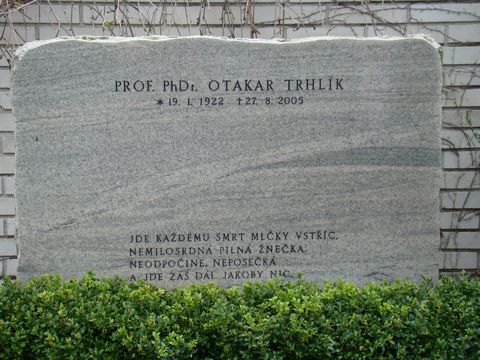 PROF. PhDr. OTAKAR TRHLÍK
* 19. 1. 1922 † 27. 8. 2005
JDE KAŽDÉMU SMRT MLČKY VSTŘÍC,
NEMILOSRDNÁ PILNÁ ŽNEČKA,
NEODPOČINE, NEPOSEČKÁ
A JDE ZAS DÁL JAKOBY NIC.